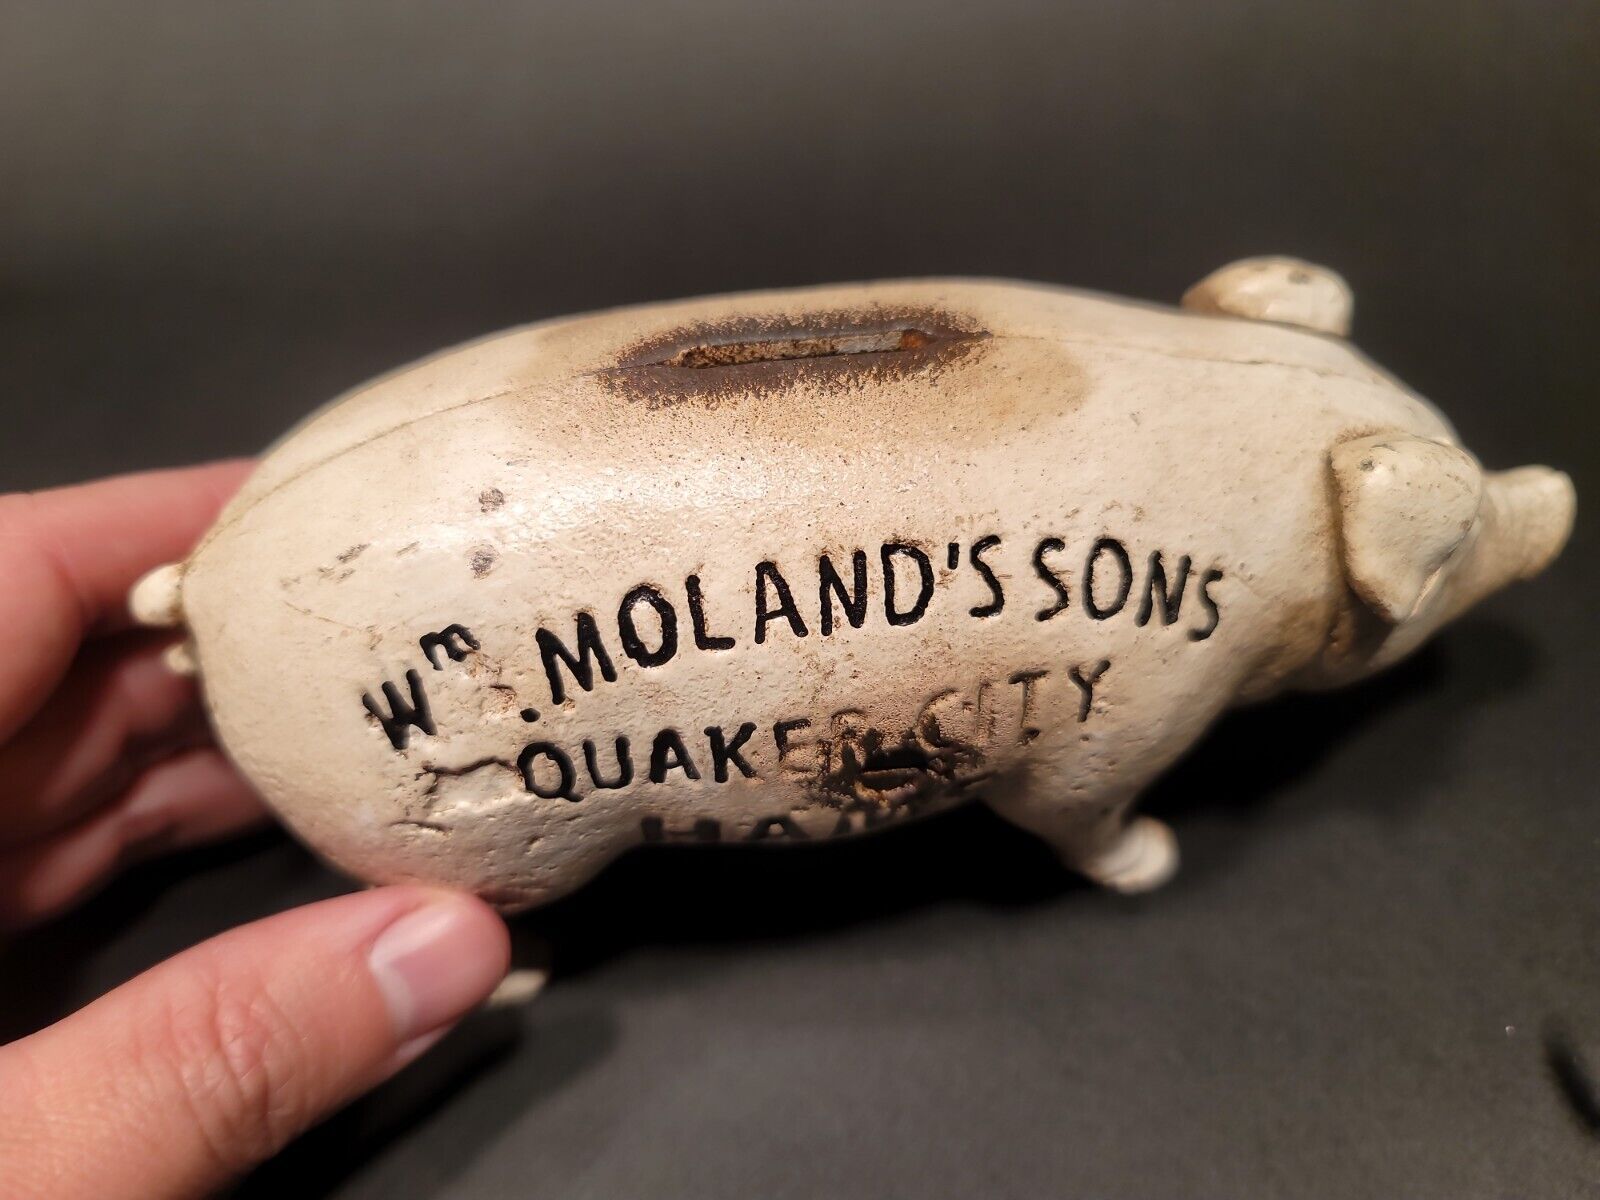 Wm. MOLAND'S SONS
QUAKER CITY